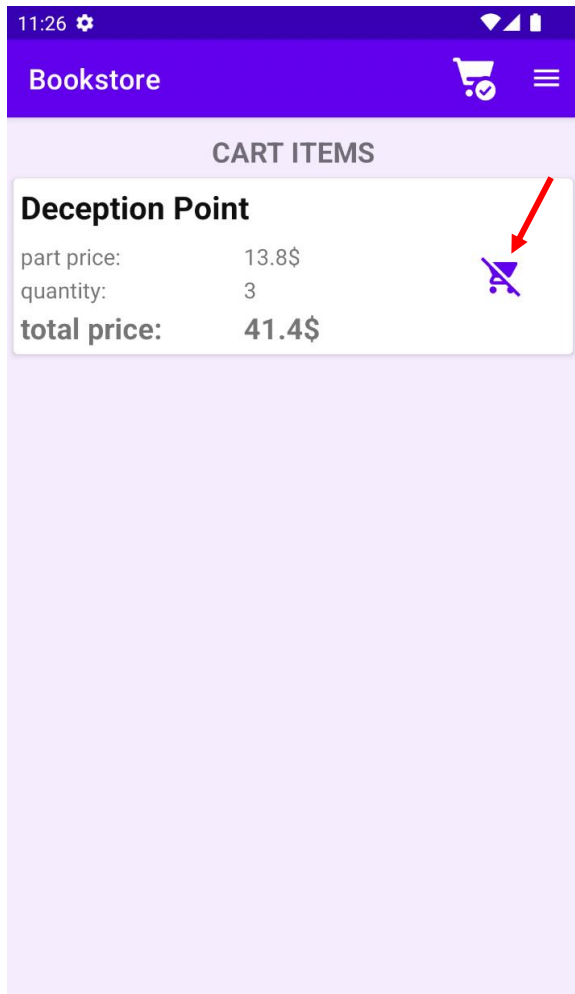 11:26
Bookstore
CART ITEMS
Deception Point
part price: 13.8$
quantity: 3
total price: 41.4$